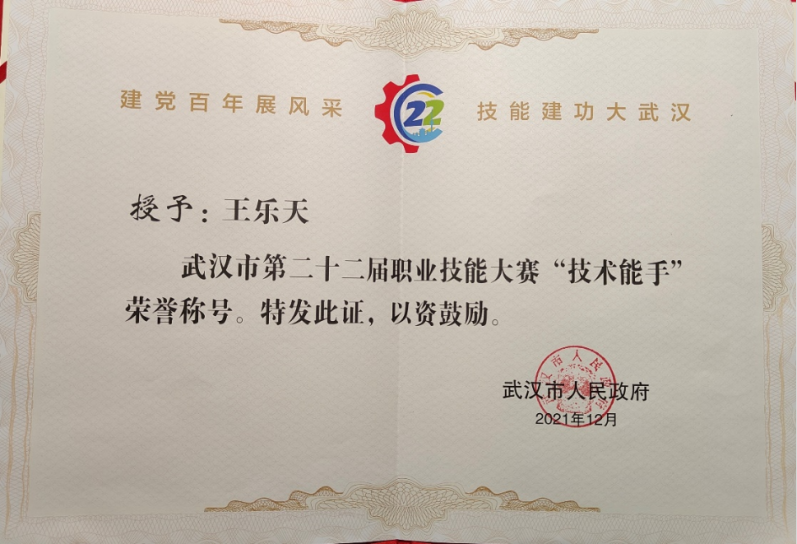 建党百年展风采 22 技能建功大武汉
授予：王乐天
武汉市第二十二届职业技能大赛“技术能手”
荣誉称号。特发此证，以资鼓励。
武汉市人民政府
2021年12月